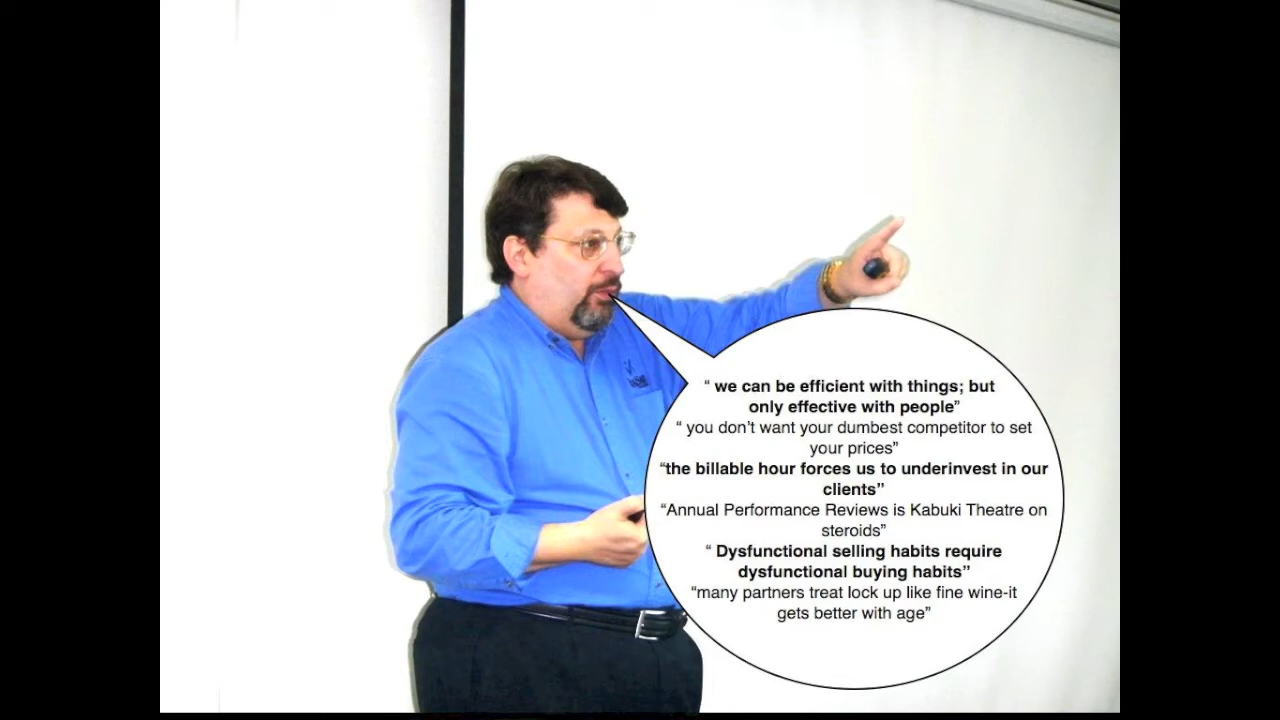 “ we can be efficient with things; but
only effective with people”
“ you don’t want your dumbest competitor to set
your prices”
“the billable hour forces us to underinvest in our
clients”
“Annual Performance Reviews is Kabuki Theatre on
steroids”
“ Dysfunctional selling habits require
dysfunctional buying habits”
“many partners treat lock up like fine wine-it
gets better with age”